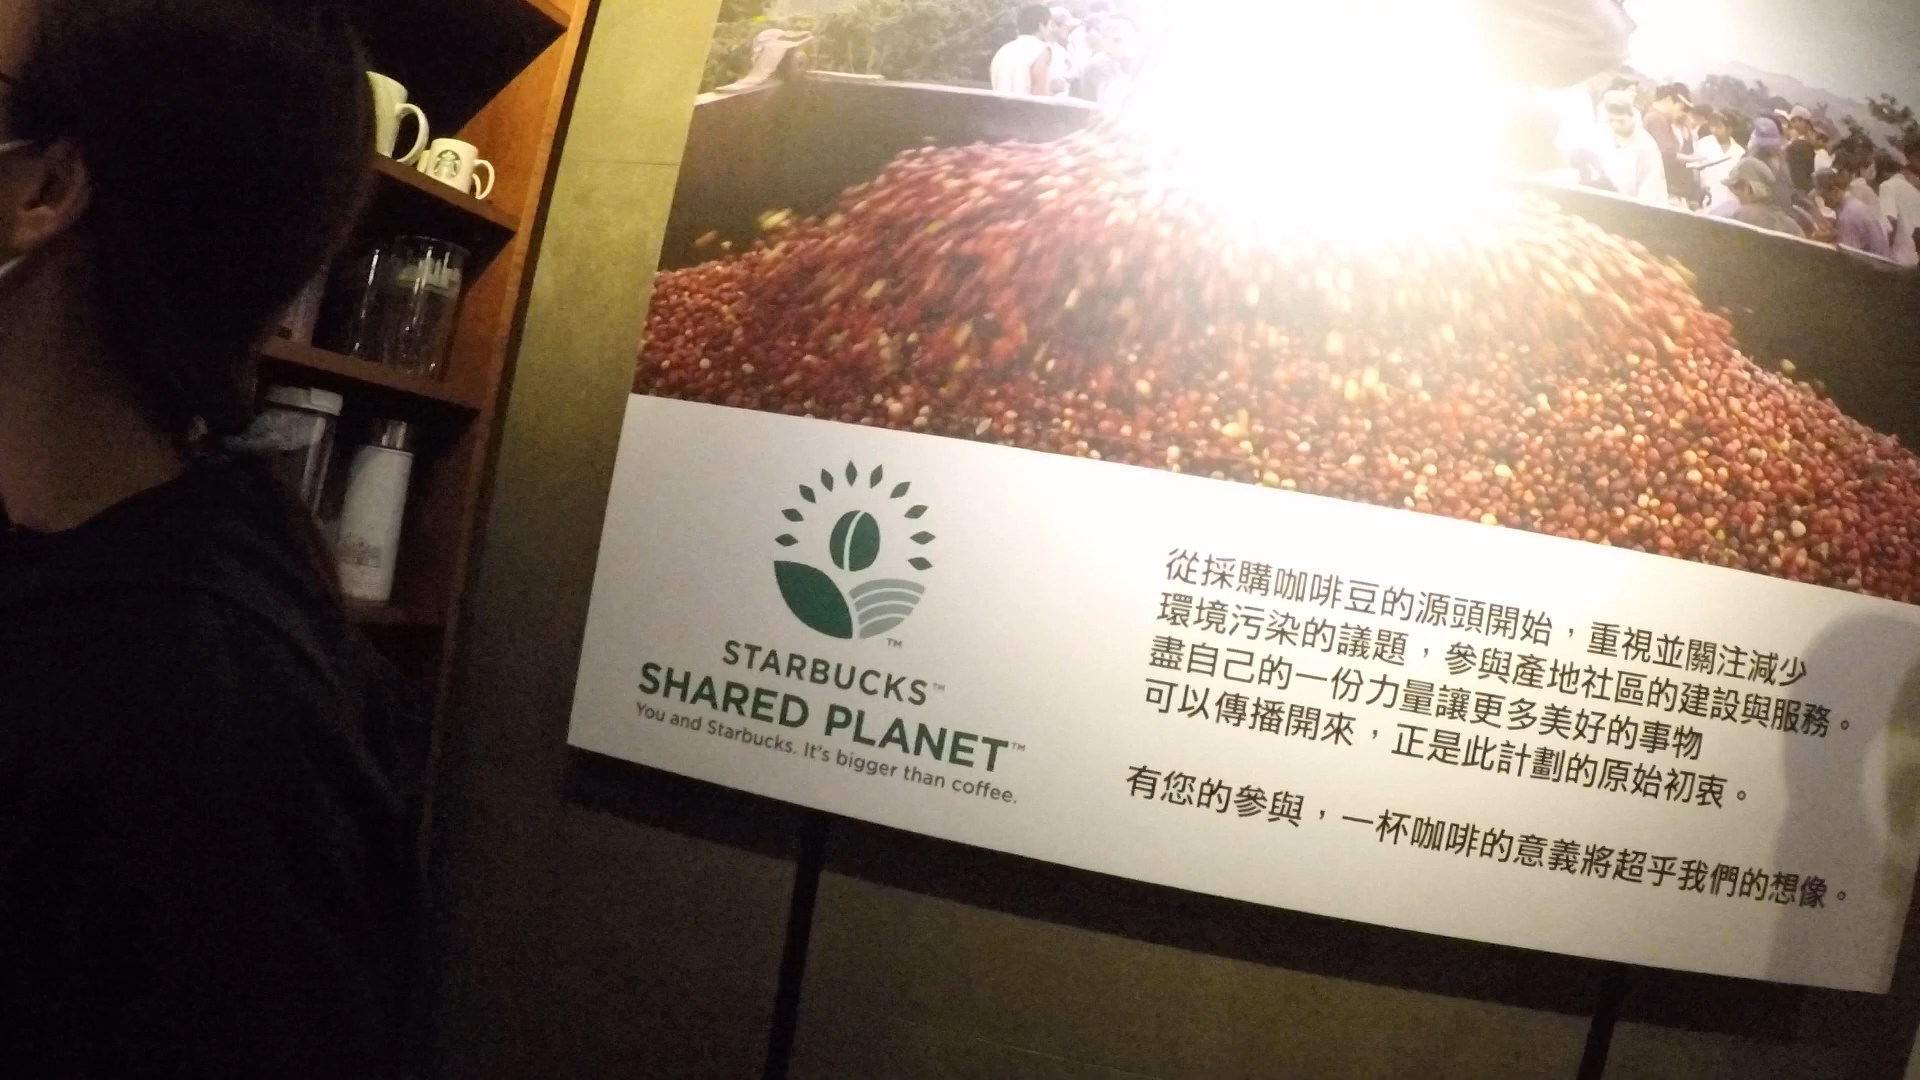 STARBUCKS™
SHARED PLANET™
You and Starbucks. It's bigger than coffee.
從採購咖啡豆的源頭開始，重視並關注減少
環境污染的議題，參與產地社區的建設與服務。
盡自己的一份力量讓更多美好的事物
可以傳播開來，正是此計劃的原始初衷。
有您的參與，一杯咖啡的意義將超乎我們的想像。